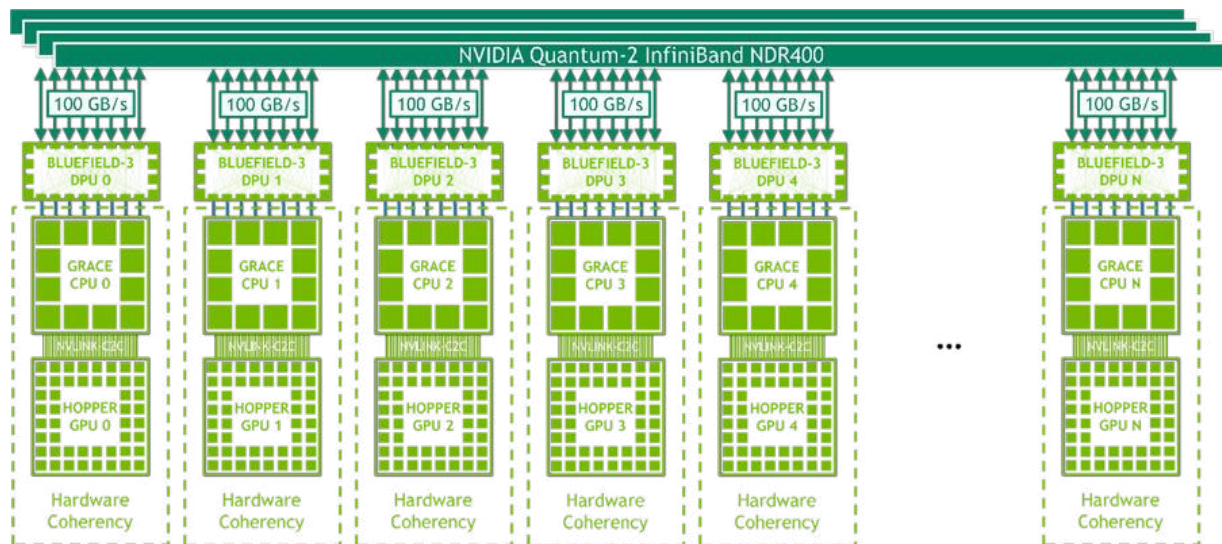 NVIDIA Quantum-2 InfiniBand NDR400
100 GB/s
100 GB/s
100 GB/s
100 GB/s
100 GB/s
100 GB/s
BLUEFIELD-3
DPU 0
BLUEFIELD-3
DPU 1
BLUEFIELD-3
DPU 2
BLUEFIELD-3
DPU 3
BLUEFIELD-3
DPU 4
BLUEFIELD-3
DPU N
GRACE
CPU 0
GRACE
CPU 1
GRACE
CPU 2
GRACE
CPU 3
GRACE
CPU 4
GRACE
CPU N
NVLINK-C2C
NVLINK-C2C
NVLINK-C2C
NVLINK-C2C
NVLINK-C2C
...
NVLINK-C2C
HOPPER
GPU 0
HOPPER
GPU 1
HOPPER
GPU 2
HOPPER
GPU 3
HOPPER
GPU 4
HOPPER
GPU N
Hardware
Coherency
Hardware
Coherency
Hardware
Coherency
Hardware
Coherency
Hardware
Coherency
Hardware
Coherency